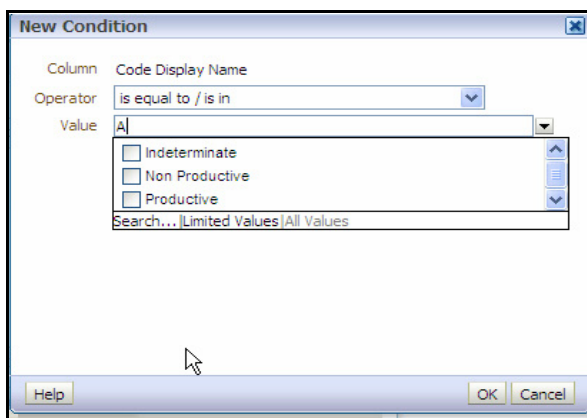 New Condition
Column Code Display Name
Operator is equal to / is in
Value A
Indeterminate
Non Productive
Productive
Search...|Limited Values|All Values
Help OK Cancel